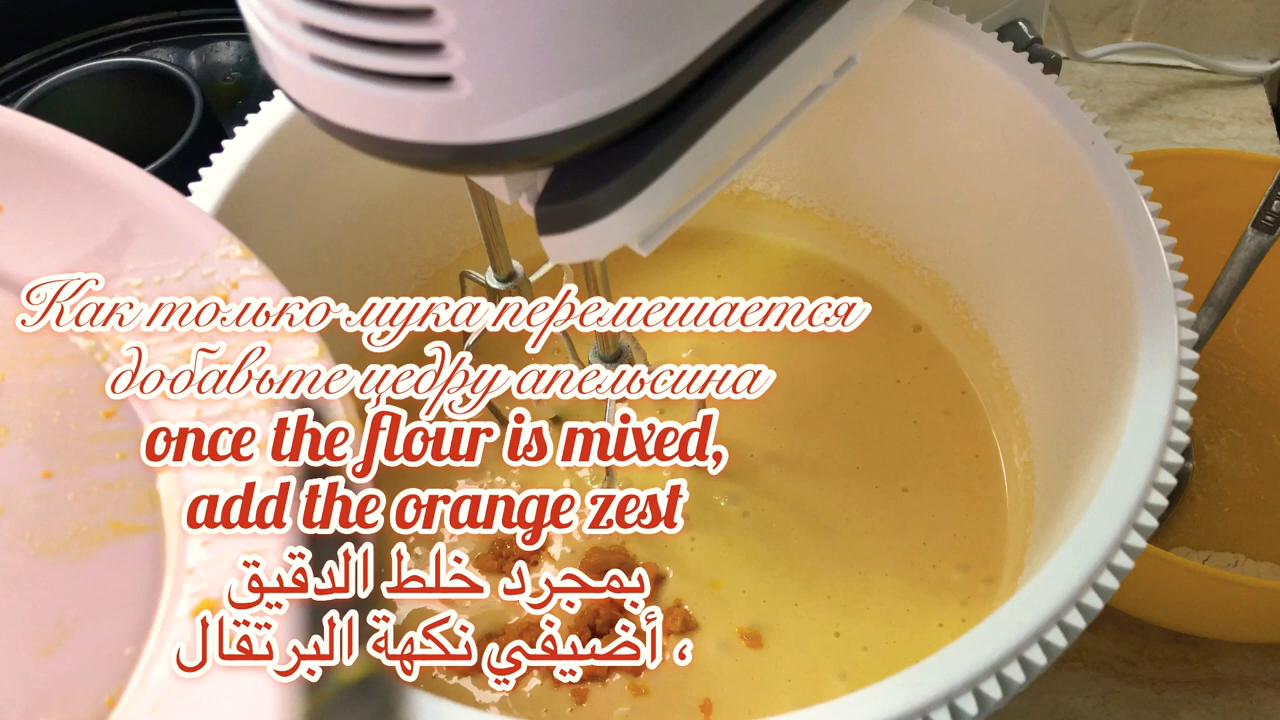 Как только мука перемешается
добавьте цедру апельсина
once the flour is mixed,
add the orange zest
بمجرد خلط الدقيق
، أضيفي نكهة البرتقال